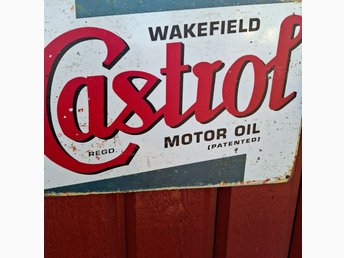 WAKEFIELD
Castrol
REGD.
MOTOR OIL
(PATENTED)